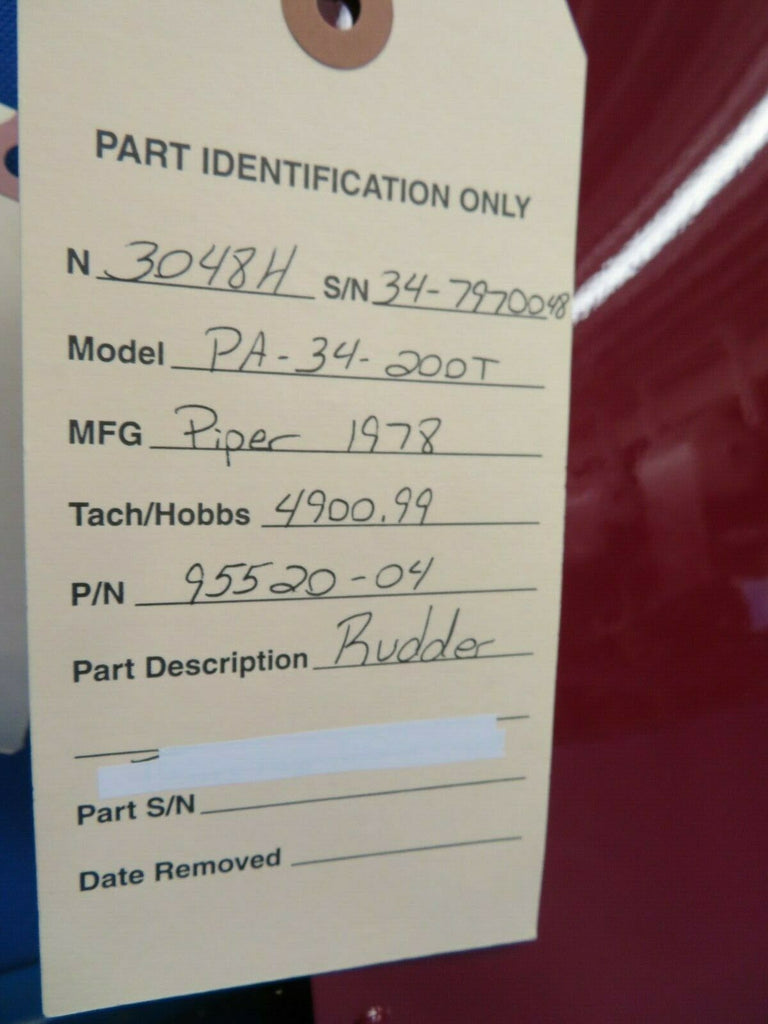 PART IDENTIFICATION ONLY
N 3048H S/N 34-7970048
Model PA-34-200T
MFG Piper 1978
Tach/Hobbs 4900.99
P/N 95520-04
Part Description Rudder
Part S/N
Date Removed